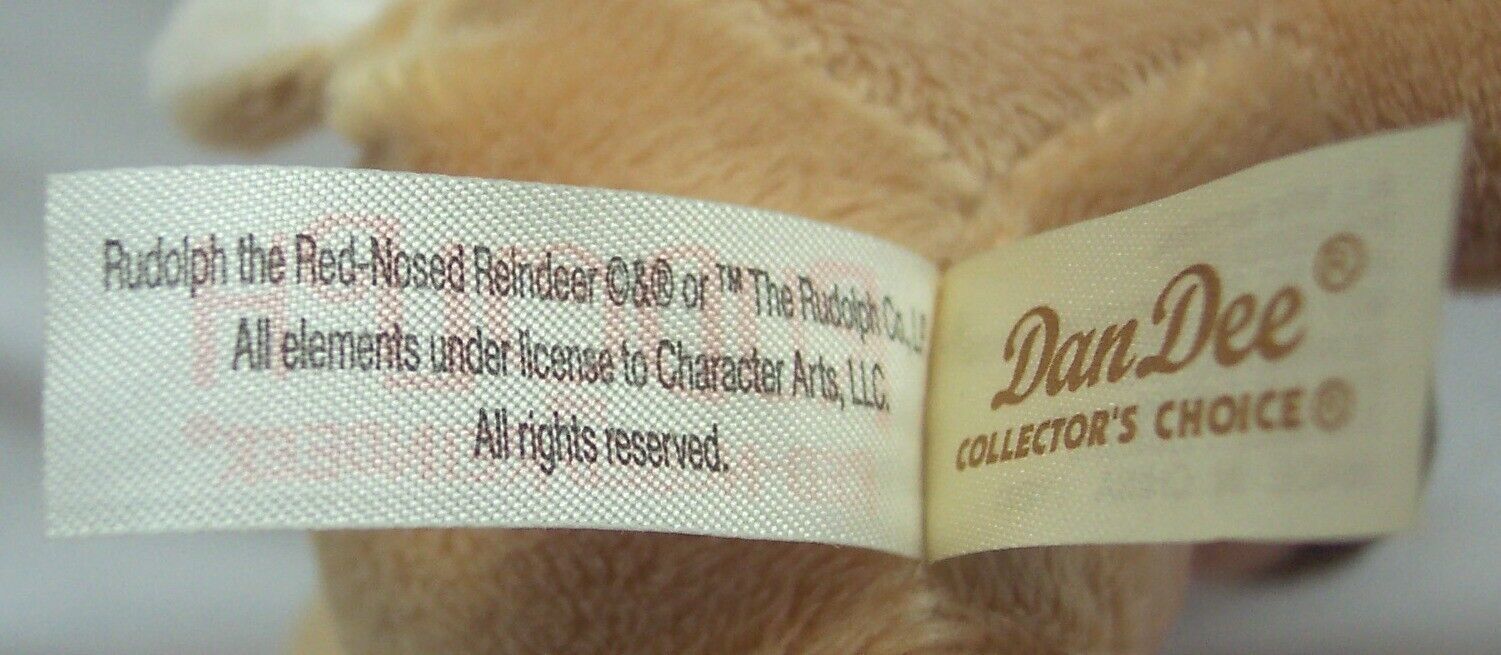 Rudolph the Red-Nosed Reindeer ©&® or ™ The Rudolph Co., L.P.
All elements under license to Character Arts, LLC.
All rights reserved.
Dan Dee ®
COLLECTOR'S CHOICE ®